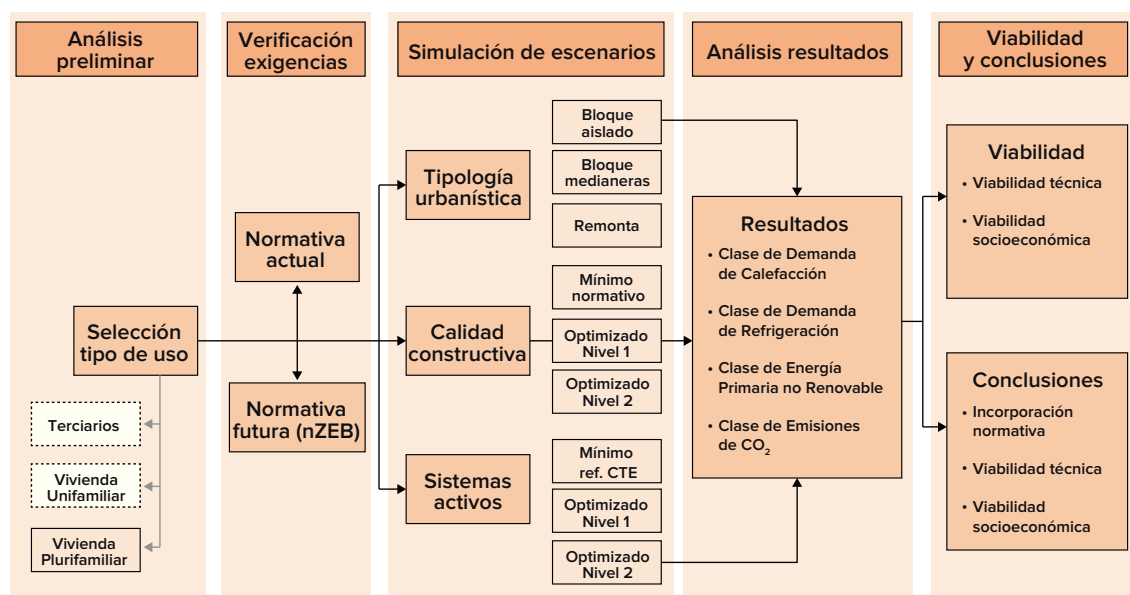 Análisis
preliminar
Verificación
exigencias
Simulación de escenarios
Análisis resultados
Viabilidad
y conclusiones
Selección
tipo de uso
Terciarios
Vivienda
Unifamiliar
Vivienda
Plurifamiliar
Normativa
actual
Normativa
futura (nZEB)
Tipología
urbanística
Calidad
constructiva
Sistemas
activos
Bloque
aislado
Bloque
medianeras
Remonta
Mínimo
normativo
Optimizado
Nivel 1
Optimizado
Nivel 2
Mínimo
ref. CTE
Optimizado
Nivel 1
Optimizado
Nivel 2
Resultados
• Clase de Demanda
de Calefacción
• Clase de Demanda
de Refrigeración
• Clase de Energía
Primaria no Renovable
• Clase de Emisiones
de CO₂
Viabilidad
• Viabilidad técnica
• Viabilidad
socioeconómica
Conclusiones
• Incorporación
normativa
• Viabilidad técnica
• Viabilidad
socioeconómica